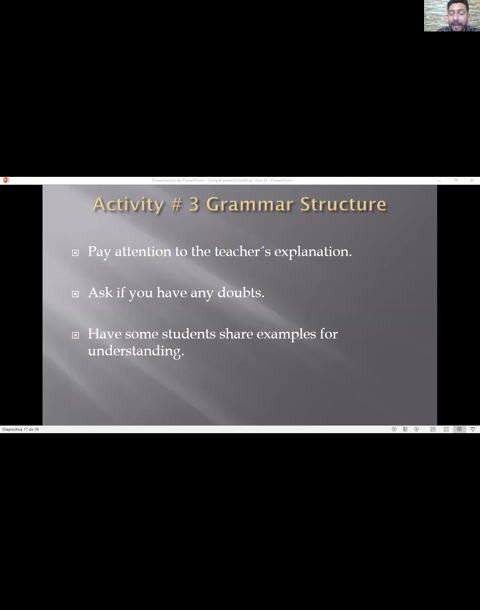 Activity # 3 Grammar Structure
Pay attention to the teacher´s explanation.
Ask if you have any doubts.
Have some students share examples for
understanding.